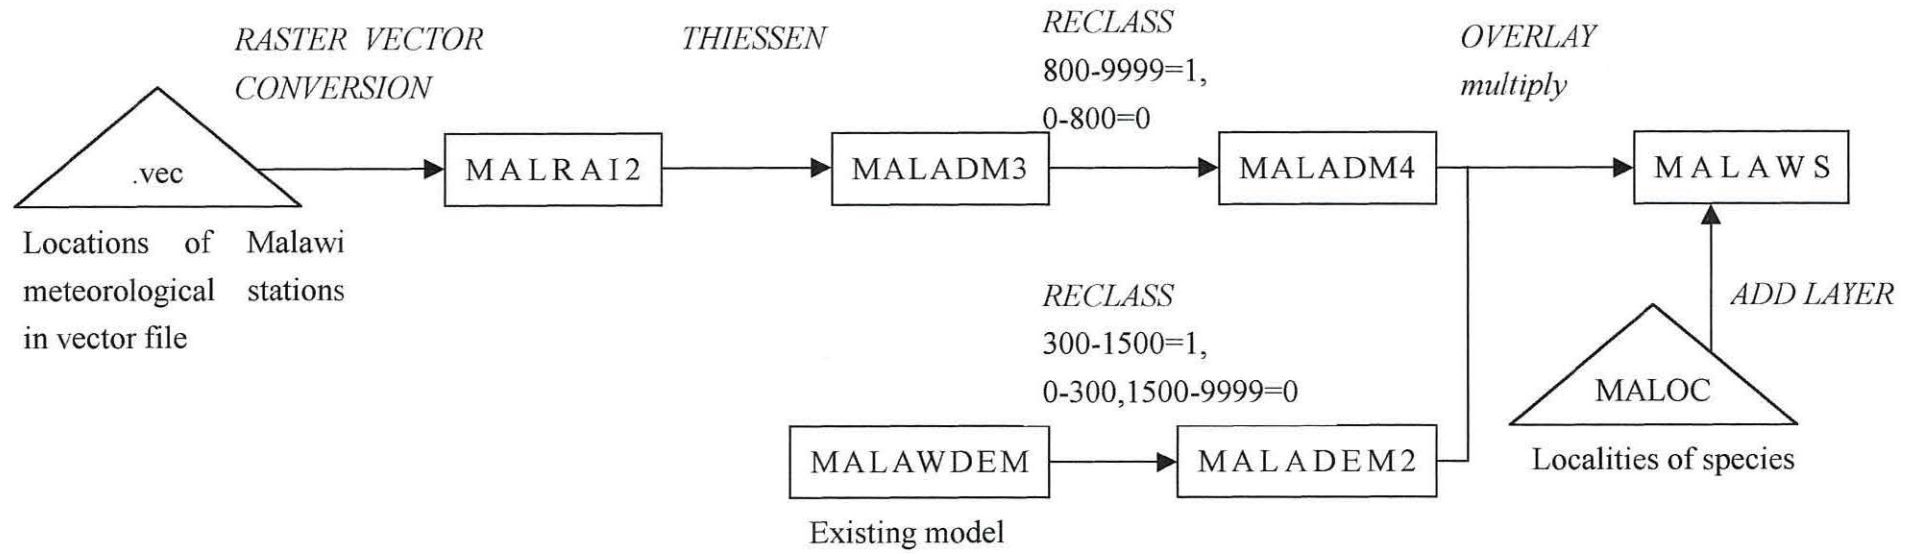 RASTER VECTOR
CONVERSION
THIESSEN
RECLASS
800-9999=1,
0-800=0
OVERLAY
multiply
.vec
MALRAI2
MALADM3
MALADM4
MALAWS
Locations of Malawi
meteorological stations
in vector file
RECLASS
300-1500=1,
0-300,1500-9999=0
ADD LAYER
MALOC
MALAWDEM
MALADEM2
Localities of species
Existing model